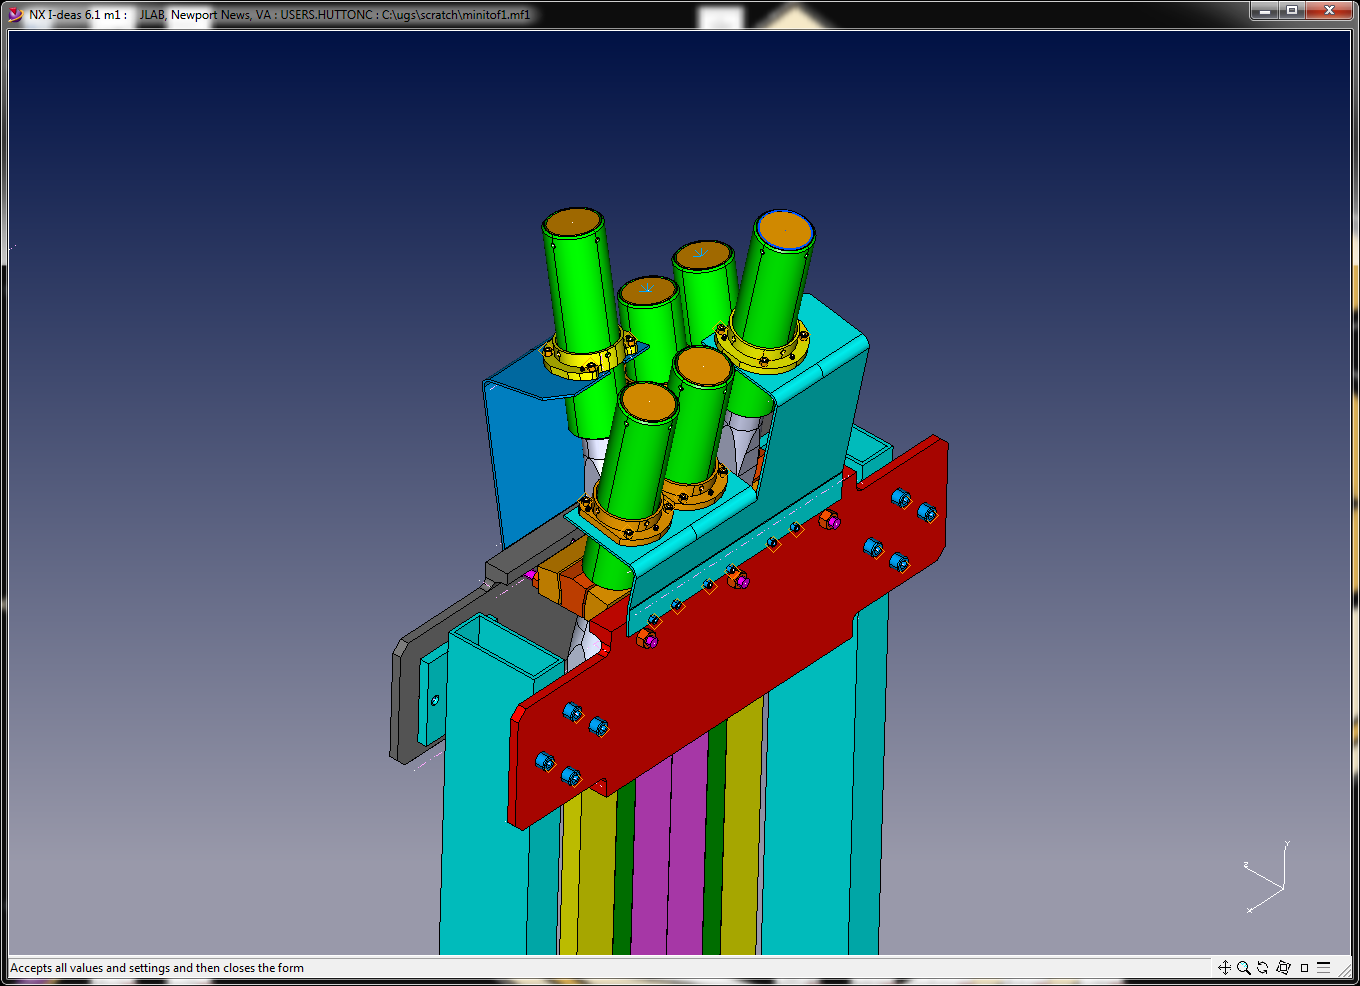 NX I-deas 6.1 m1 : JLAB, Newport News, VA : USERS.HUTTONC : C:\ugs\scratch\minitof1.mf1
Y
Z
X
Accepts all values and settings and then closes the form